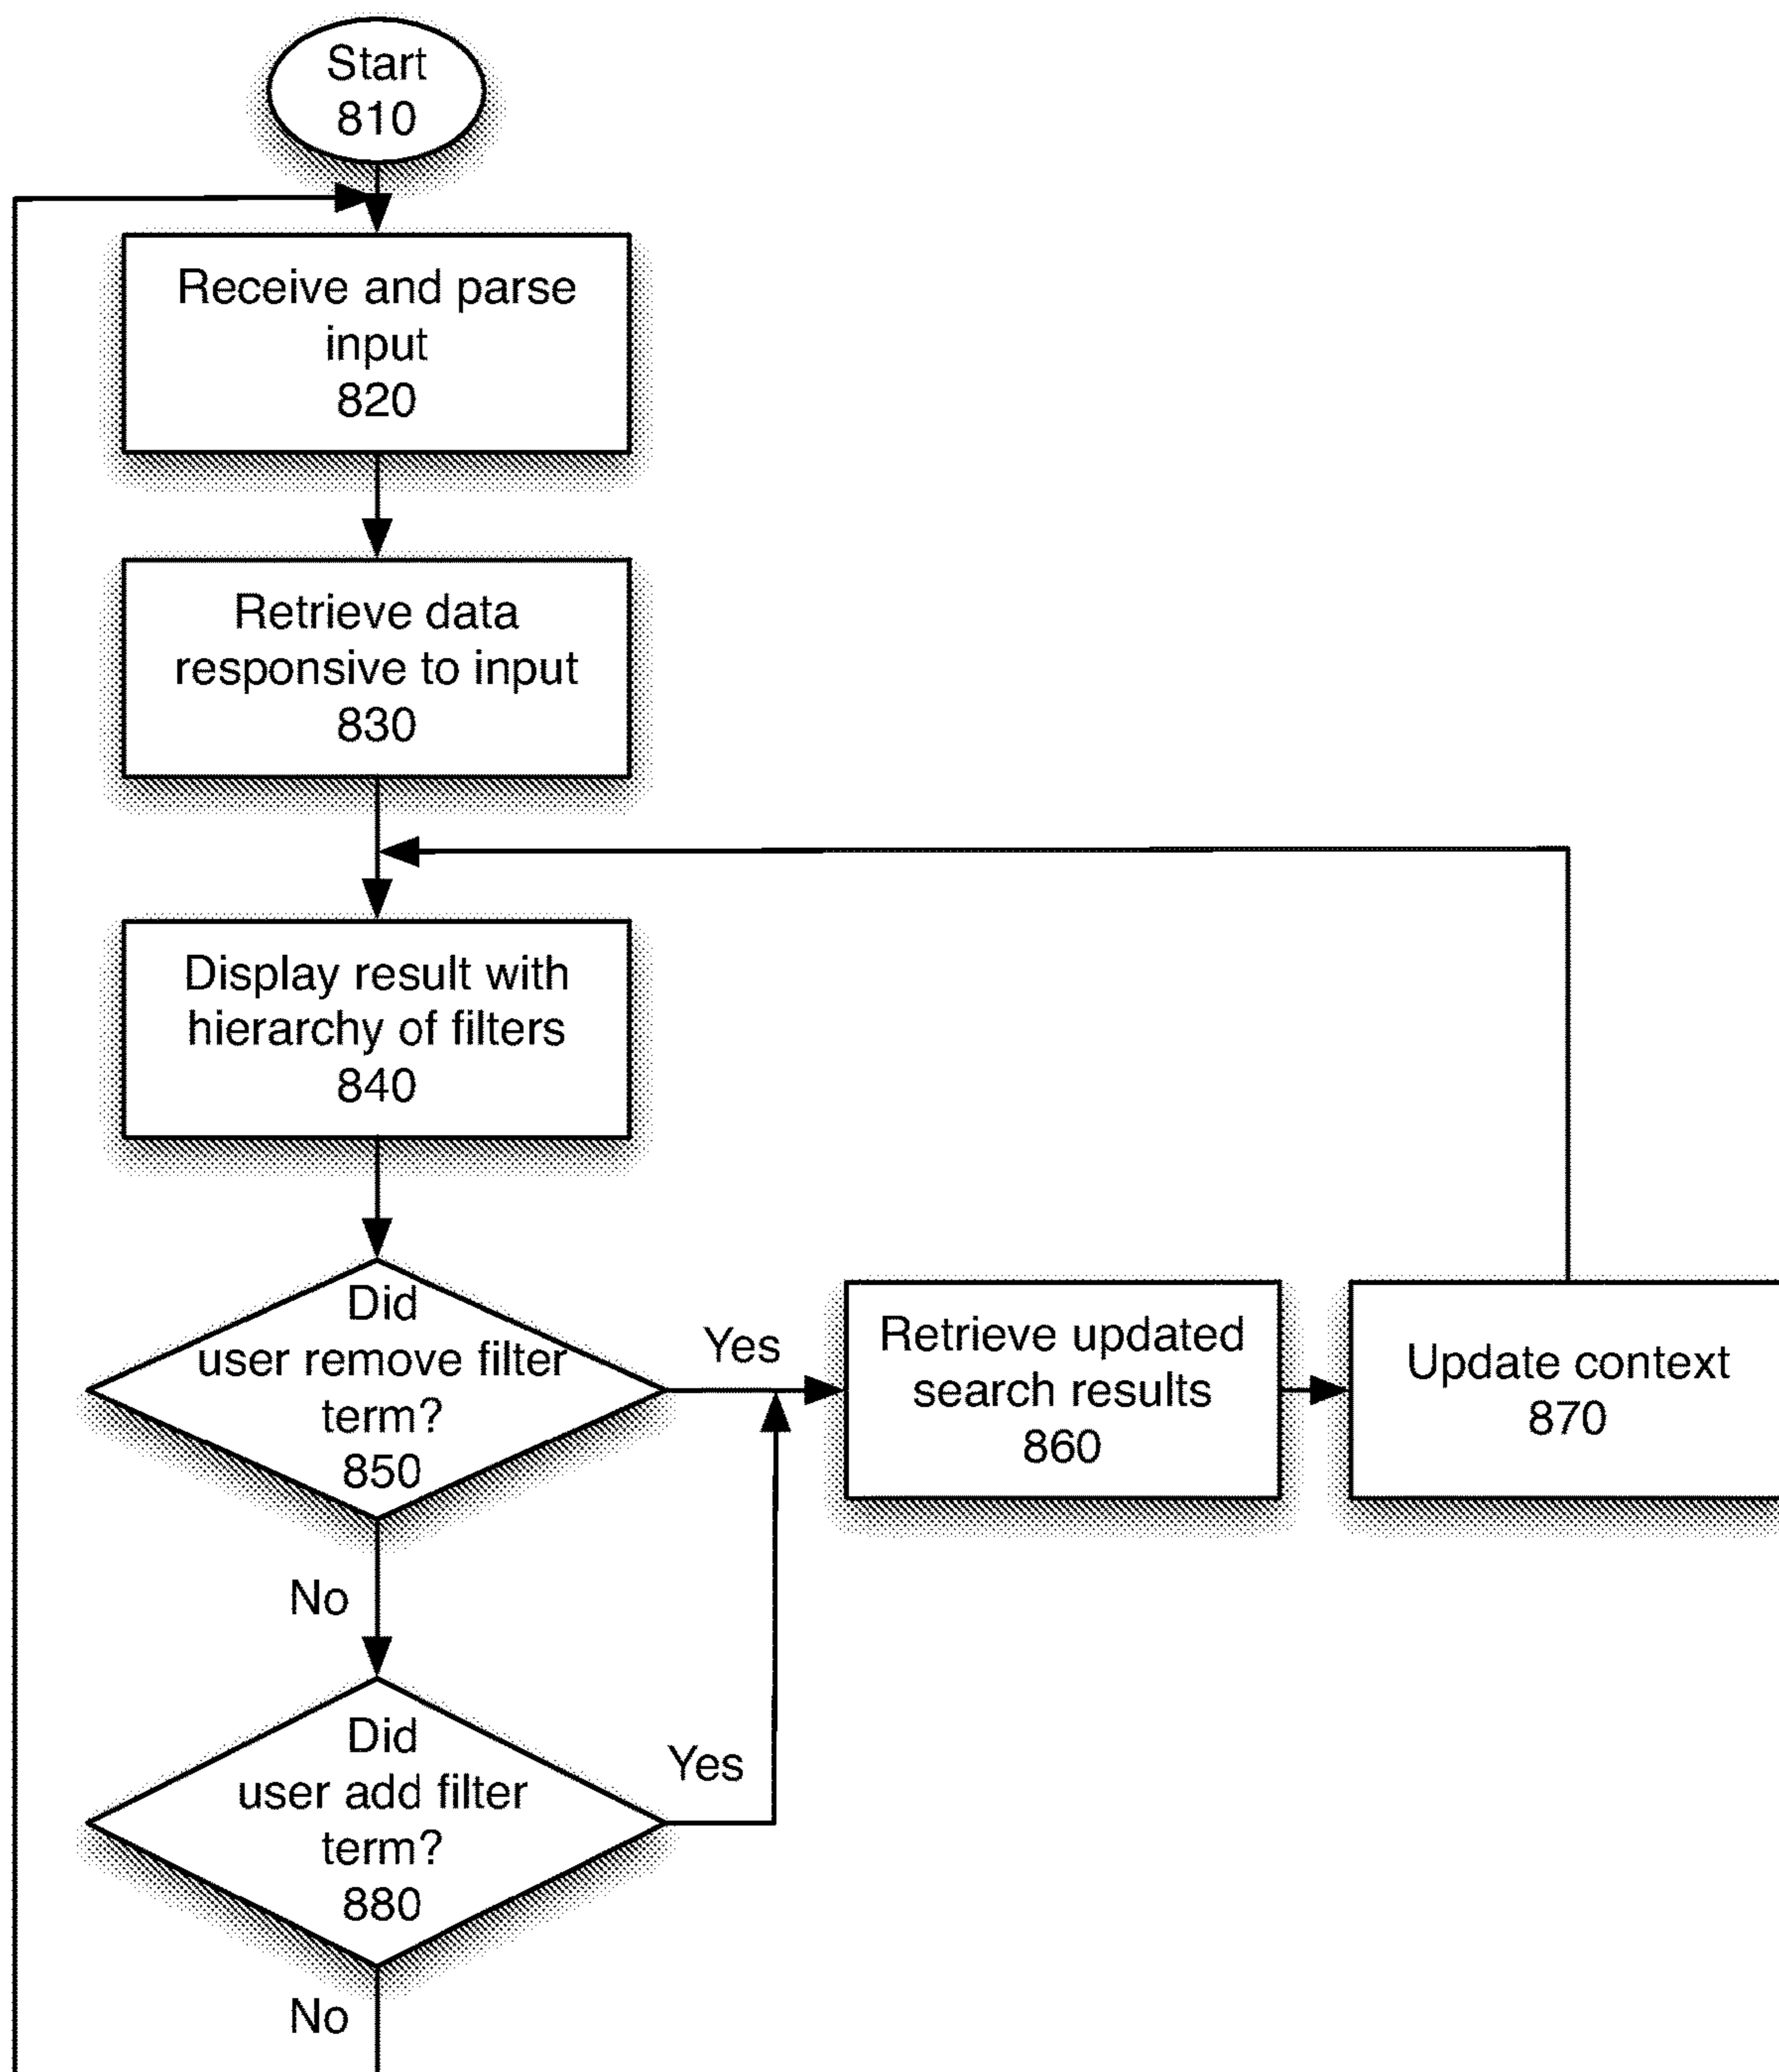 Start
810
Receive and parse
input
820
Retrieve data
responsive to input
830
Display result with
hierarchy of filters
840
Did
user remove filter
term?
850
Yes
Retrieve updated
search results
860
Update context
870
No
Did
user add filter
term?
880
Yes
No